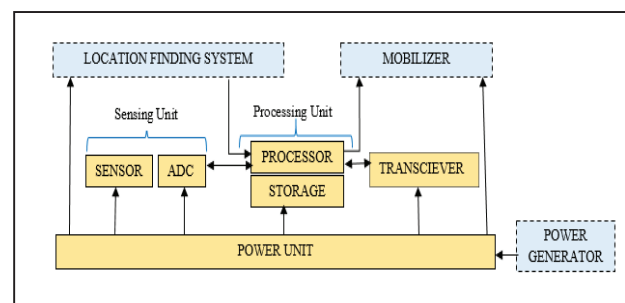 LOCATION FINDING SYSTEM
MOBILIZER
Sensing Unit
Processing Unit
SENSOR
ADC
PROCESSOR
STORAGE
TRANSCIEVER
POWER UNIT
POWER
GENERATOR